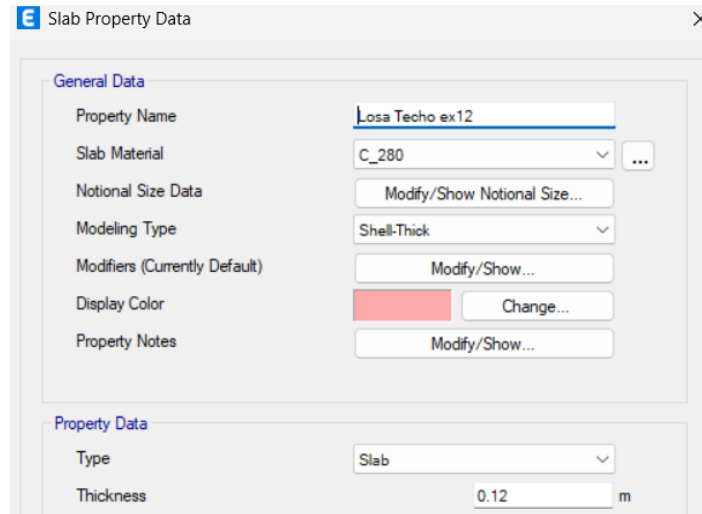 E Slab Property Data
General Data
Property Name Losa Techo ex12
Slab Material C_280 ...
Notional Size Data Modify/Show Notional Size...
Modeling Type Shell-Thick
Modifiers (Currently Default) Modify/Show...
Display Color Change...
Property Notes Modify/Show...
Property Data
Type Slab
Thickness 0.12 m